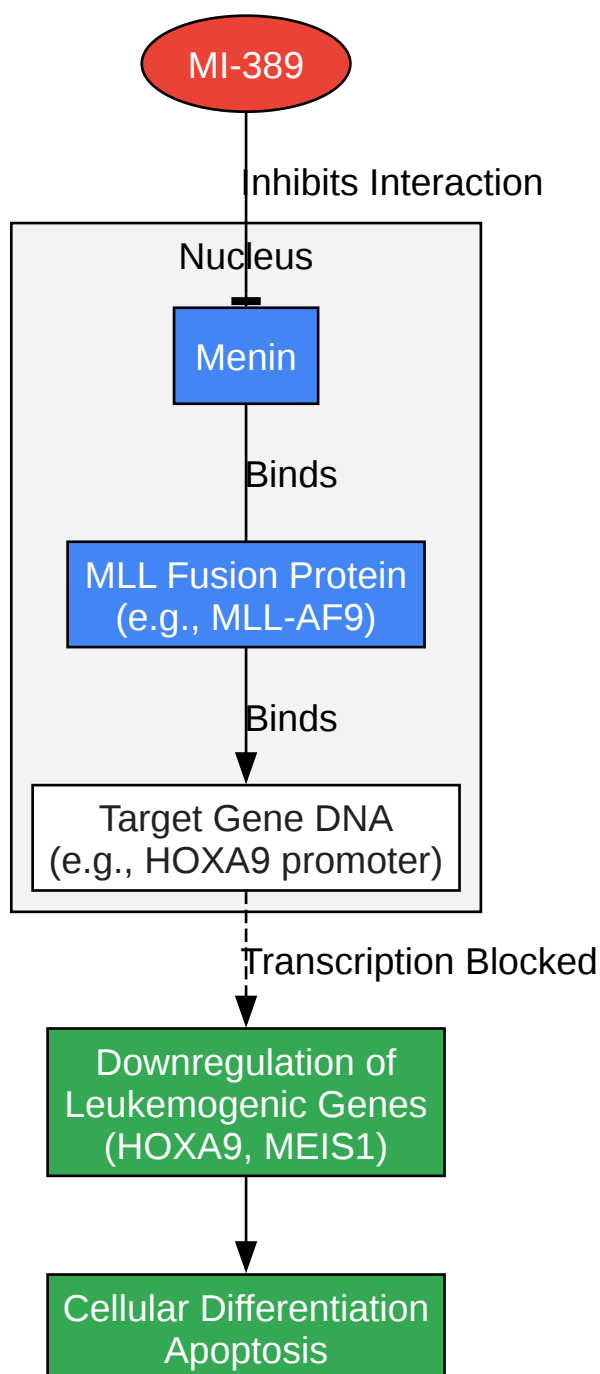 MI-389
Inhibits Interaction
Nucleus
Menin
Binds
MLL Fusion Protein
(e.g., MLL-AF9)
Binds
Target Gene DNA
(e.g., HOXA9 promoter)
Transcription Blocked
Downregulation of
Leukemogenic Genes
(HOXA9, MEIS1)
Cellular Differentiation
Apoptosis